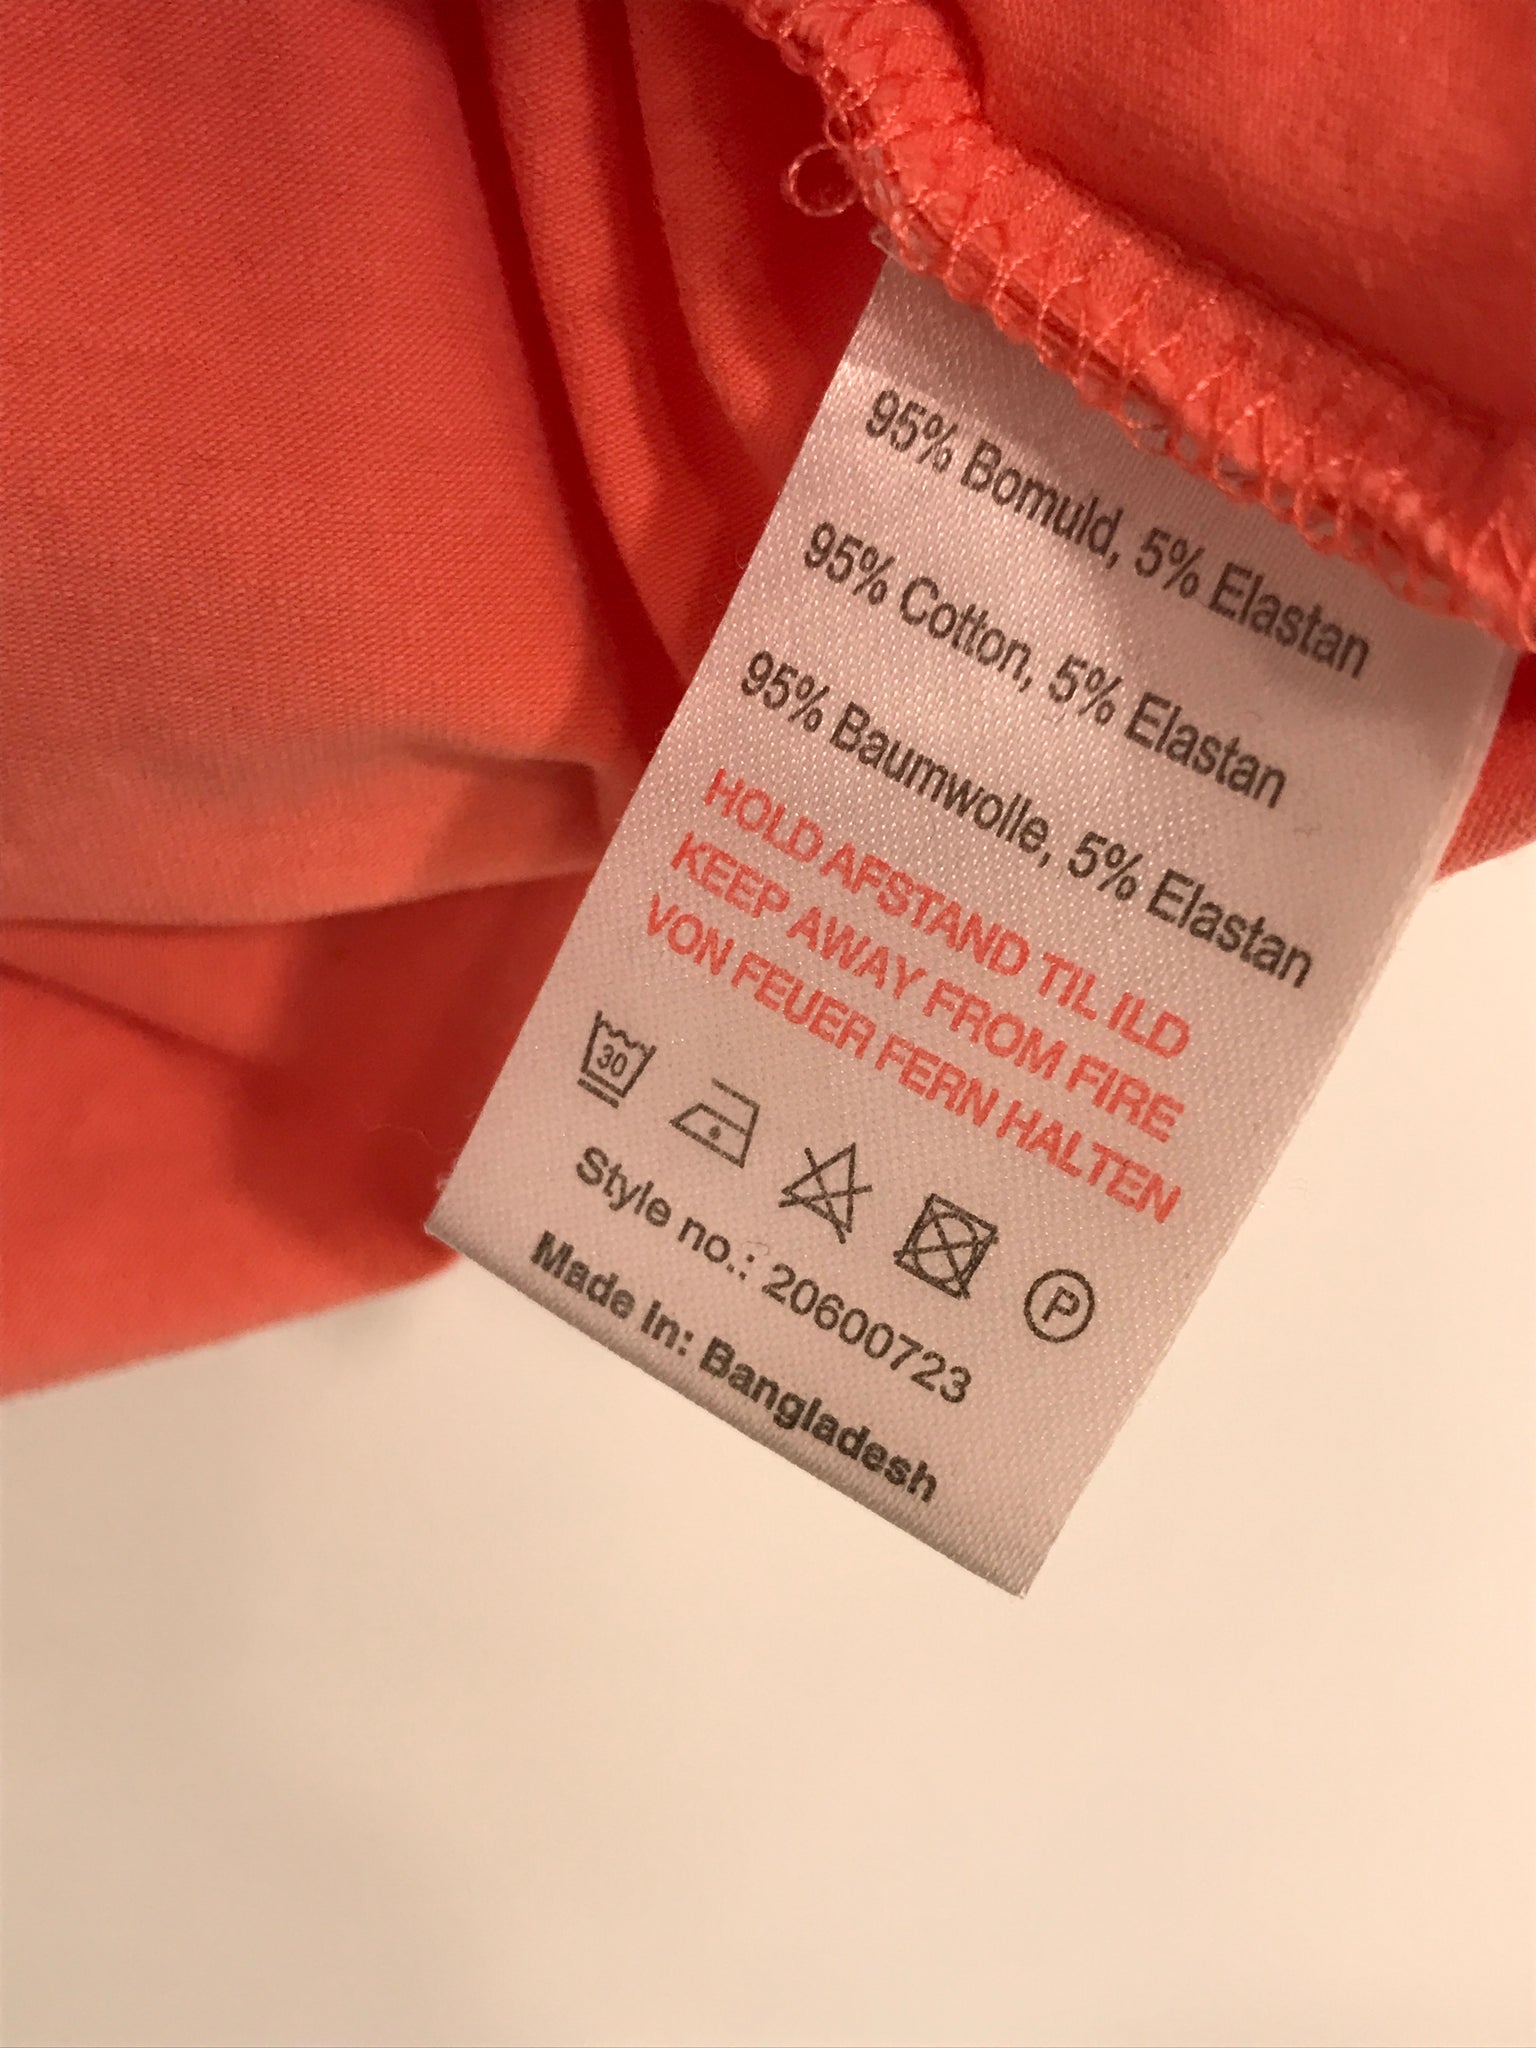 95% Bomuld, 5% Elastan
95% Cotton, 5% Elastan
95% Baumwolle, 5% Elastan
HOLD AFSTAND TIL ILD
KEEP AWAY FROM FIRE
VON FEUER FERN HALTEN
30
P
Style no.: 20600723
Made In: Bangladesh